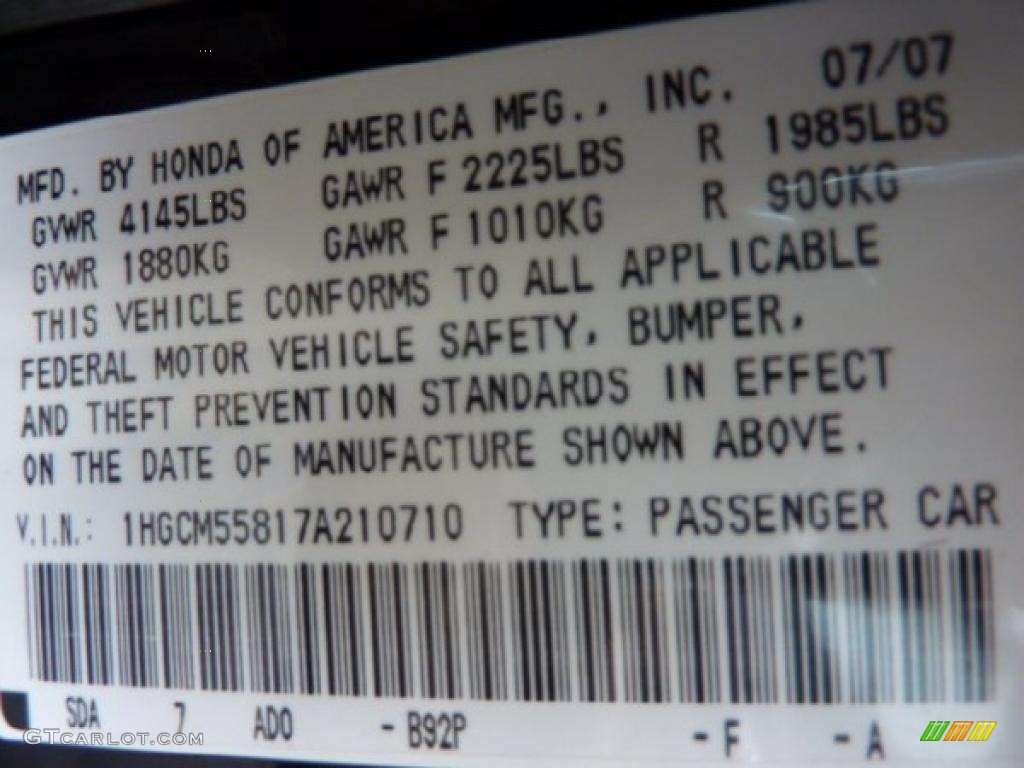 07/07
MFD. BY HONDA OF AMERICA MFG., INC.
GVWR 4145LBS GAWR F 2225LBS R 1985LBS
GVWR 1880KG GAWR F 1010KG R 900KG
THIS VEHICLE CONFORMS TO ALL APPLICABLE
FEDERAL MOTOR VEHICLE SAFETY, BUMPER,
AND THEFT PREVENTION STANDARDS IN EFFECT
ON THE DATE OF MANUFACTURE SHOWN ABOVE.
V.I.N.: 1HGCM55817A210710 TYPE: PASSENGER CAR
SDA 7 AD0 - B92P - F - A
GTCarLot.com